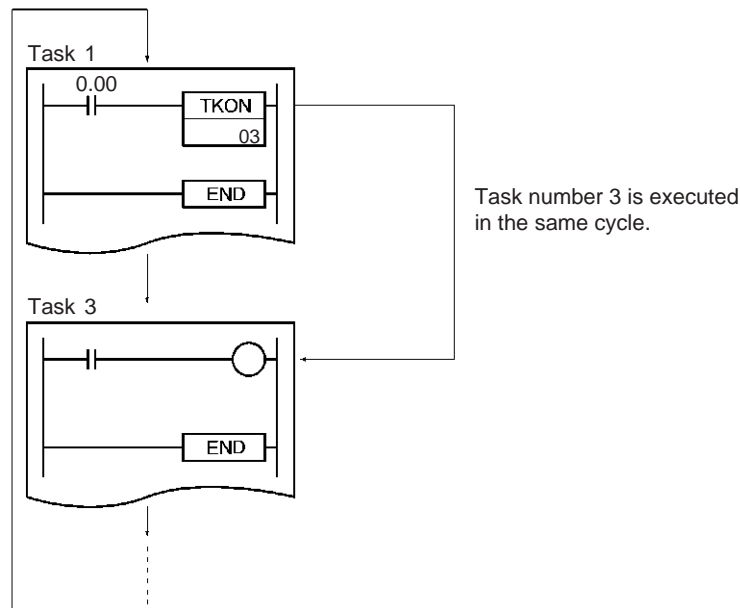 Task 1
0.00
TKON
03
END
Task number 3 is executed
in the same cycle.
Task 3
END